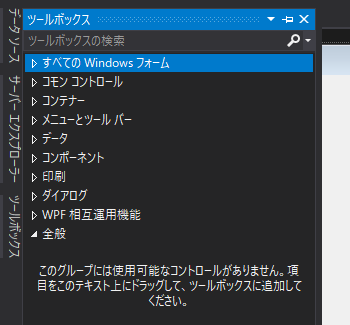 データ ソース
サーバー エクスプローラー
ツールボックス
ツールボックス
ツールボックスの検索
すべての Windows フォーム
コモン コントロール
コンテナー
メニューとツール バー
データ
コンポーネント
印刷
ダイアログ
WPF 相互運用機能
全般
このグループには使用可能なコントロールがありません。項
目をこのテキスト上にドラッグして、ツールボックスに追加して
ください。